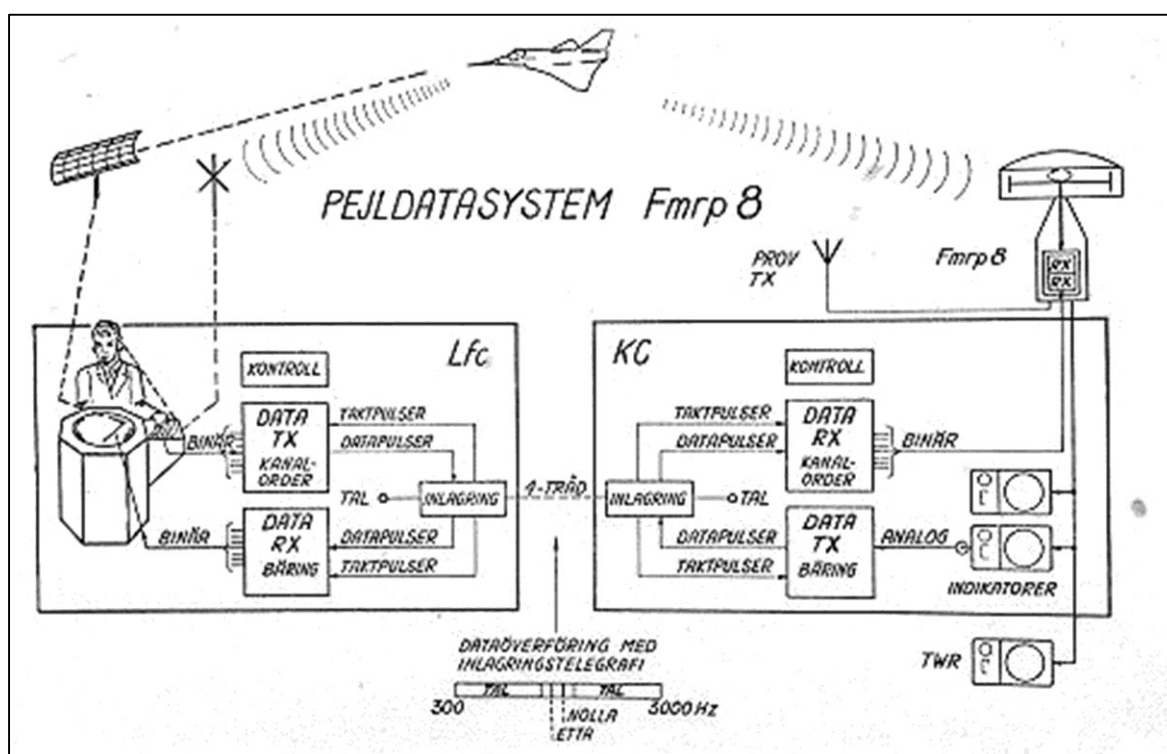 PEJLDATASYSTEM Fmrp 8
PROV
TX
Fmrp 8
RX
RX
Lfc
KONTROLL
DATA
TX
KANAL-
ORDER
BINÄR
TAKTPULSER
DATAPULSER
TAL
INLAGRING
DATA
RX
BÄRING
BINÄR
DATAPULSER
TAKTPULSER
4-TRÅD
KC
KONTROLL
TAKTPULSER
DATAPULSER
DATA
RX
KANAL-
ORDER
BINÄR
INLAGRING
TAL
DATAPULSER
TAKTPULSER
DATA
TX
BÄRING
ANALOG
INDIKATORER
TWR
DATAÖVERFÖRING MED
INLAGRINGSTELEGRAFI
TAL TAL
300 3000 Hz
NOLLA
ETTA